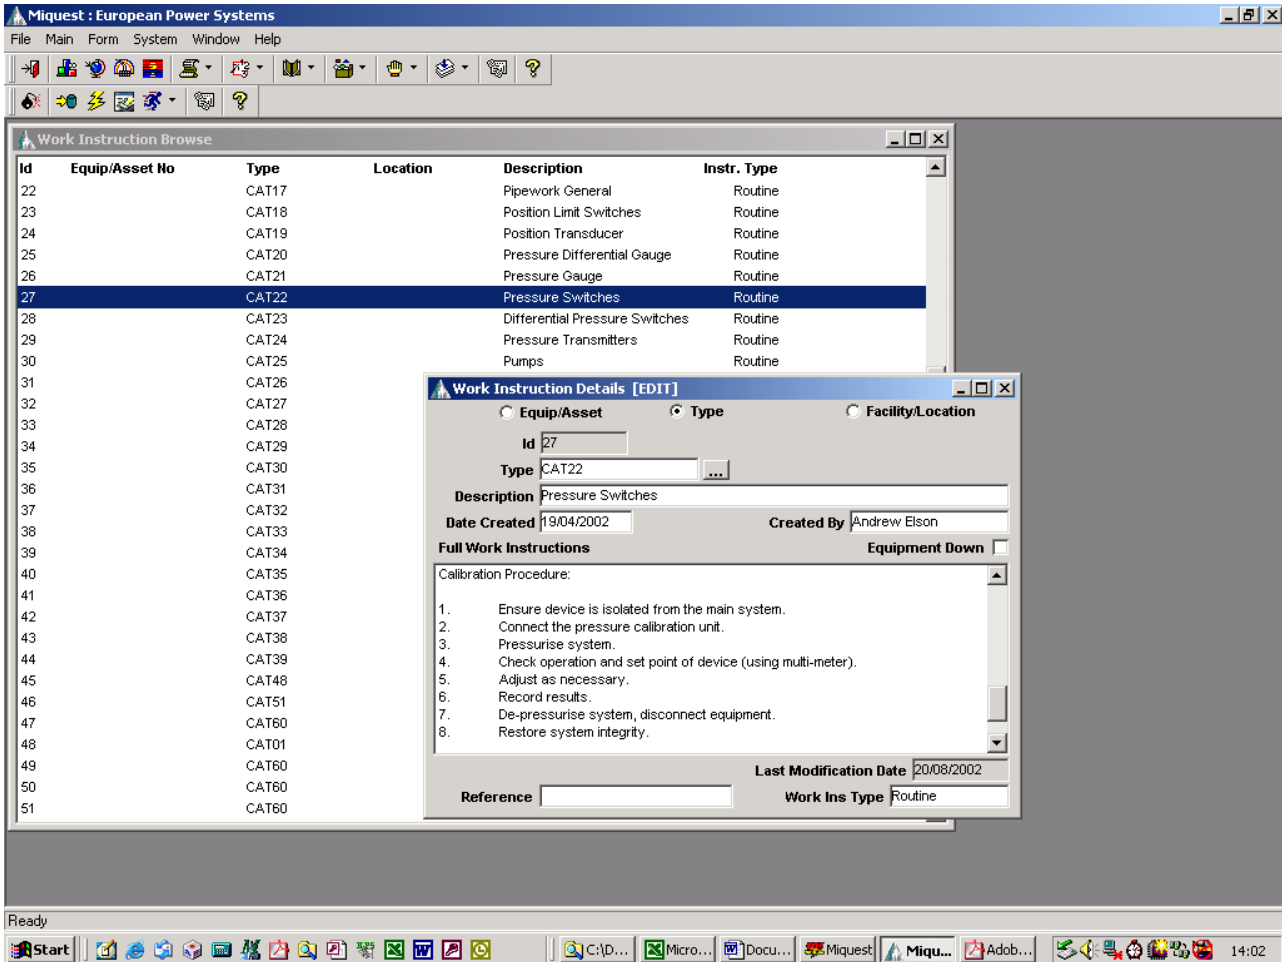 Miquest : European Power Systems
File Main Form System Window Help
Work Instruction Browse
Id Equip/Asset No Type Location Description Instr. Type
22 CAT17 Pipework General Routine
23 CAT18 Position Limit Switches Routine
24 CAT19 Position Transducer Routine
25 CAT20 Pressure Differential Gauge Routine
26 CAT21 Pressure Gauge Routine
27 CAT22 Pressure Switches Routine
28 CAT23 Differential Pressure Switches Routine
29 CAT24 Pressure Transmitters Routine
30 CAT25 Pumps Routine
31 CAT26
32 CAT27
33 CAT28
34 CAT29
35 CAT30
36 CAT31
37 CAT32
38 CAT33
39 CAT34
40 CAT35
41 CAT36
42 CAT37
43 CAT38
44 CAT39
45 CAT48
46 CAT51
47 CAT60
48 CAT01
49 CAT60
50 CAT60
51 CAT60
Work Instruction Details [EDIT]
Equip/Asset Type Facility/Location
Id 27
Type CAT22 ...
Description Pressure Switches
Date Created 19/04/2002 Created By Andrew Elson
Full Work Instructions Equipment Down
Calibration Procedure:
1. Ensure device is isolated from the main system.
2. Connect the pressure calibration unit.
3. Pressurise system.
4. Check operation and set point of device (using multi-meter).
5. Adjust as necessary.
6. Record results.
7. De-pressurise system, disconnect equipment.
8. Restore system integrity.
Last Modification Date 20/08/2002
Reference Work Ins Type Routine
Ready
Start C:\D... Micro... Docu... Miquest Miqu... Adob... 14:02